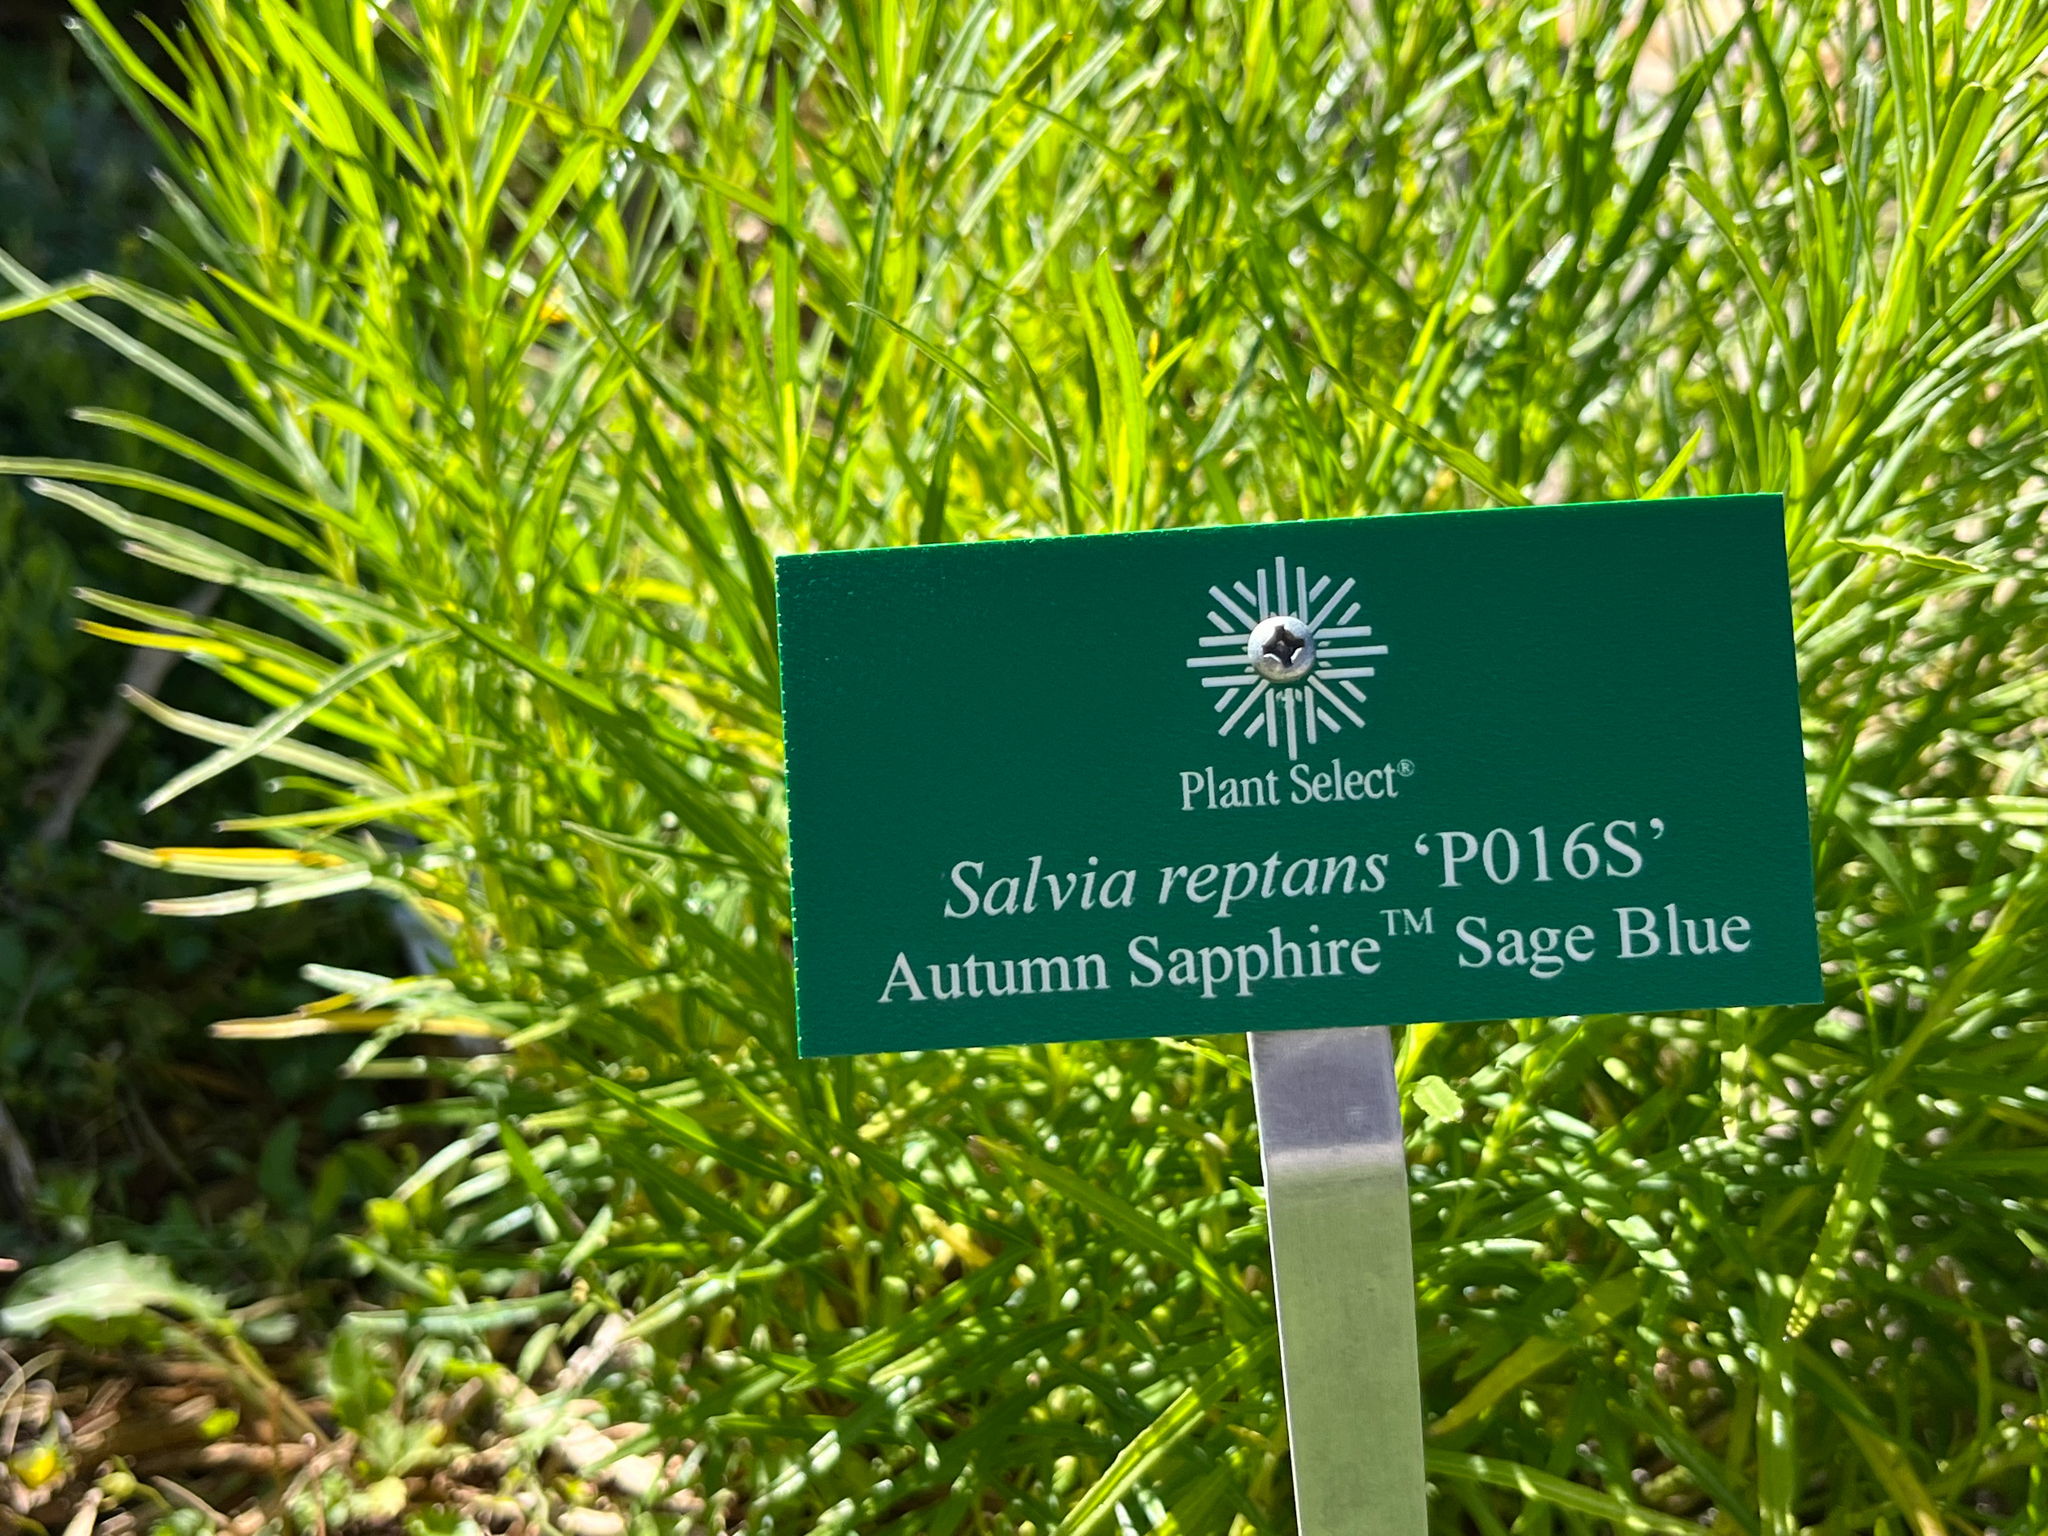 Plant Select®
Salvia reptans ‘P016S’
Autumn Sapphire™ Sage Blue